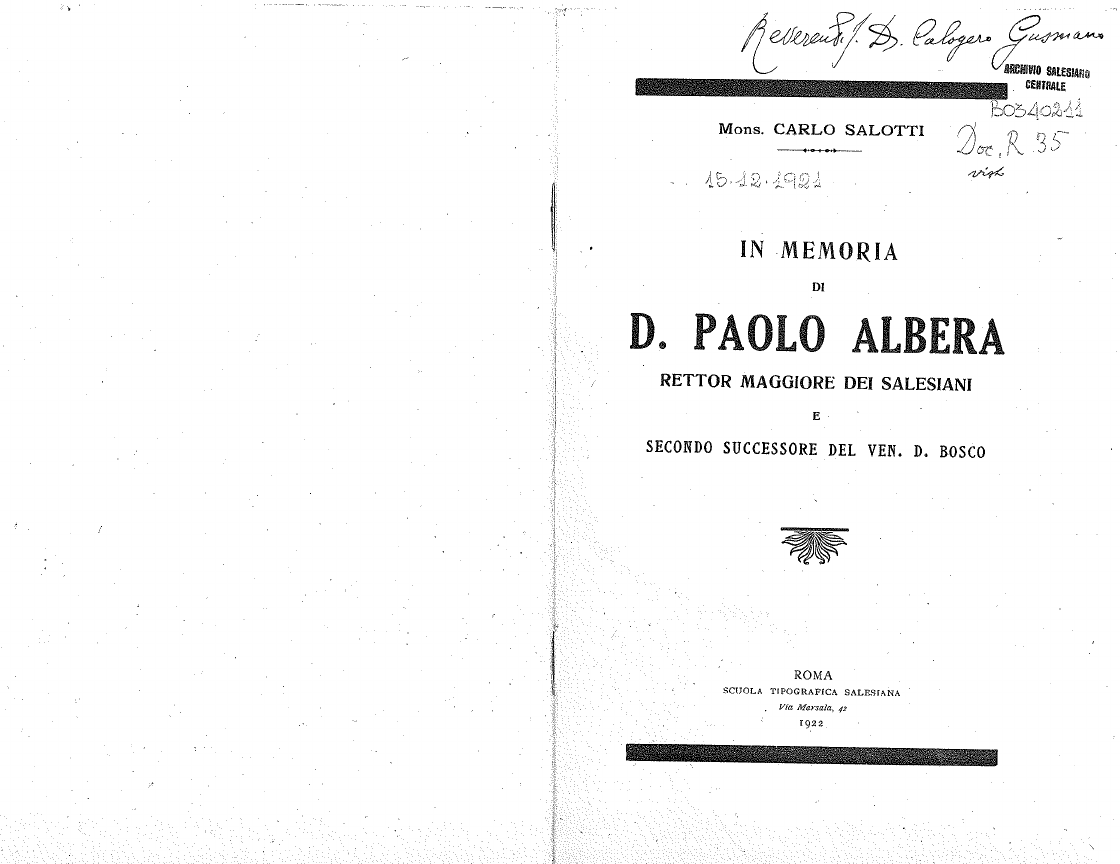 Reverend. D. Calogero Gusmano
ARCHIVIO SALESIANO
CENTRALE
B0340211
Mons. CARLO SALOTTI
Doc. R 35
15.12.1921
IN MEMORIA
DI
D. PAOLO ALBERA
RETTOR MAGGIORE DEI SALESIANI
E
SECONDO SUCCESSORE DEL VEN. D. BOSCO
ROMA
SCUOLA TIPOGRAFICA SALESIANA
Via Marsala, 42
1922